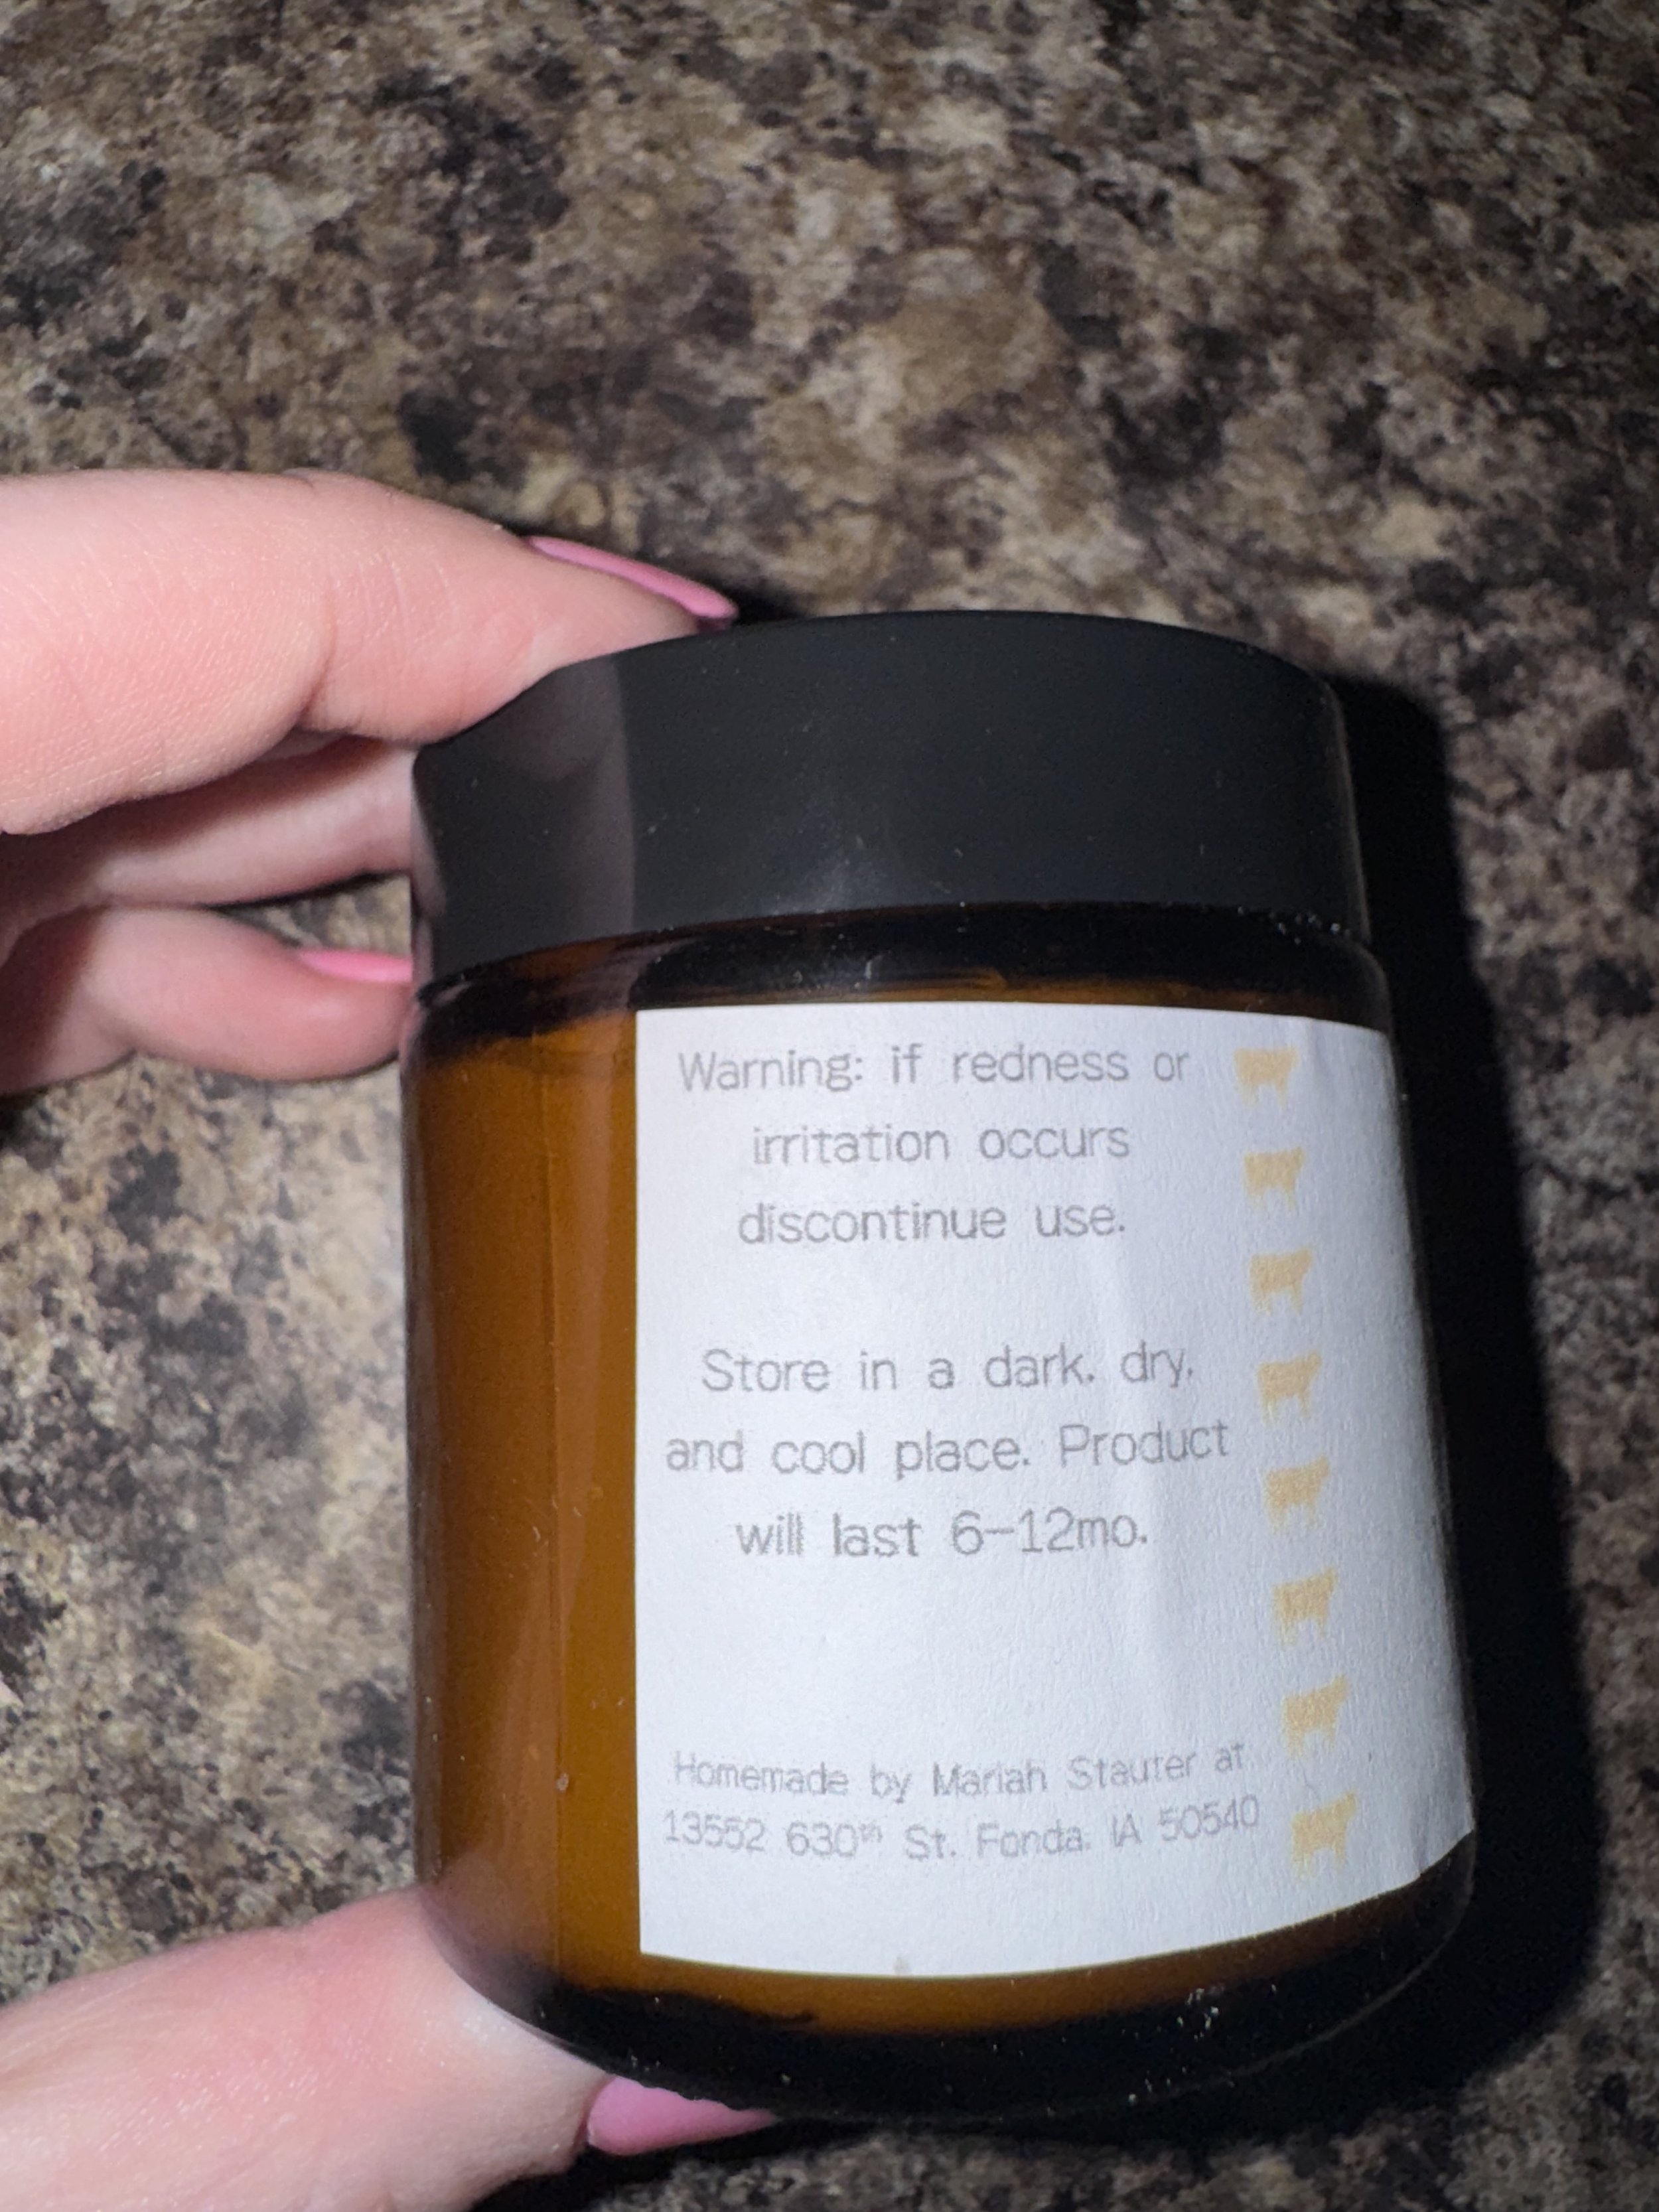 Warning: if redness or
irritation occurs
discontinue use.
Store in a dark, dry,
and cool place. Product
will last 6-12mo.
Homemade by Mariah Stauter at
13552 630th St. Fonda, IA 50540